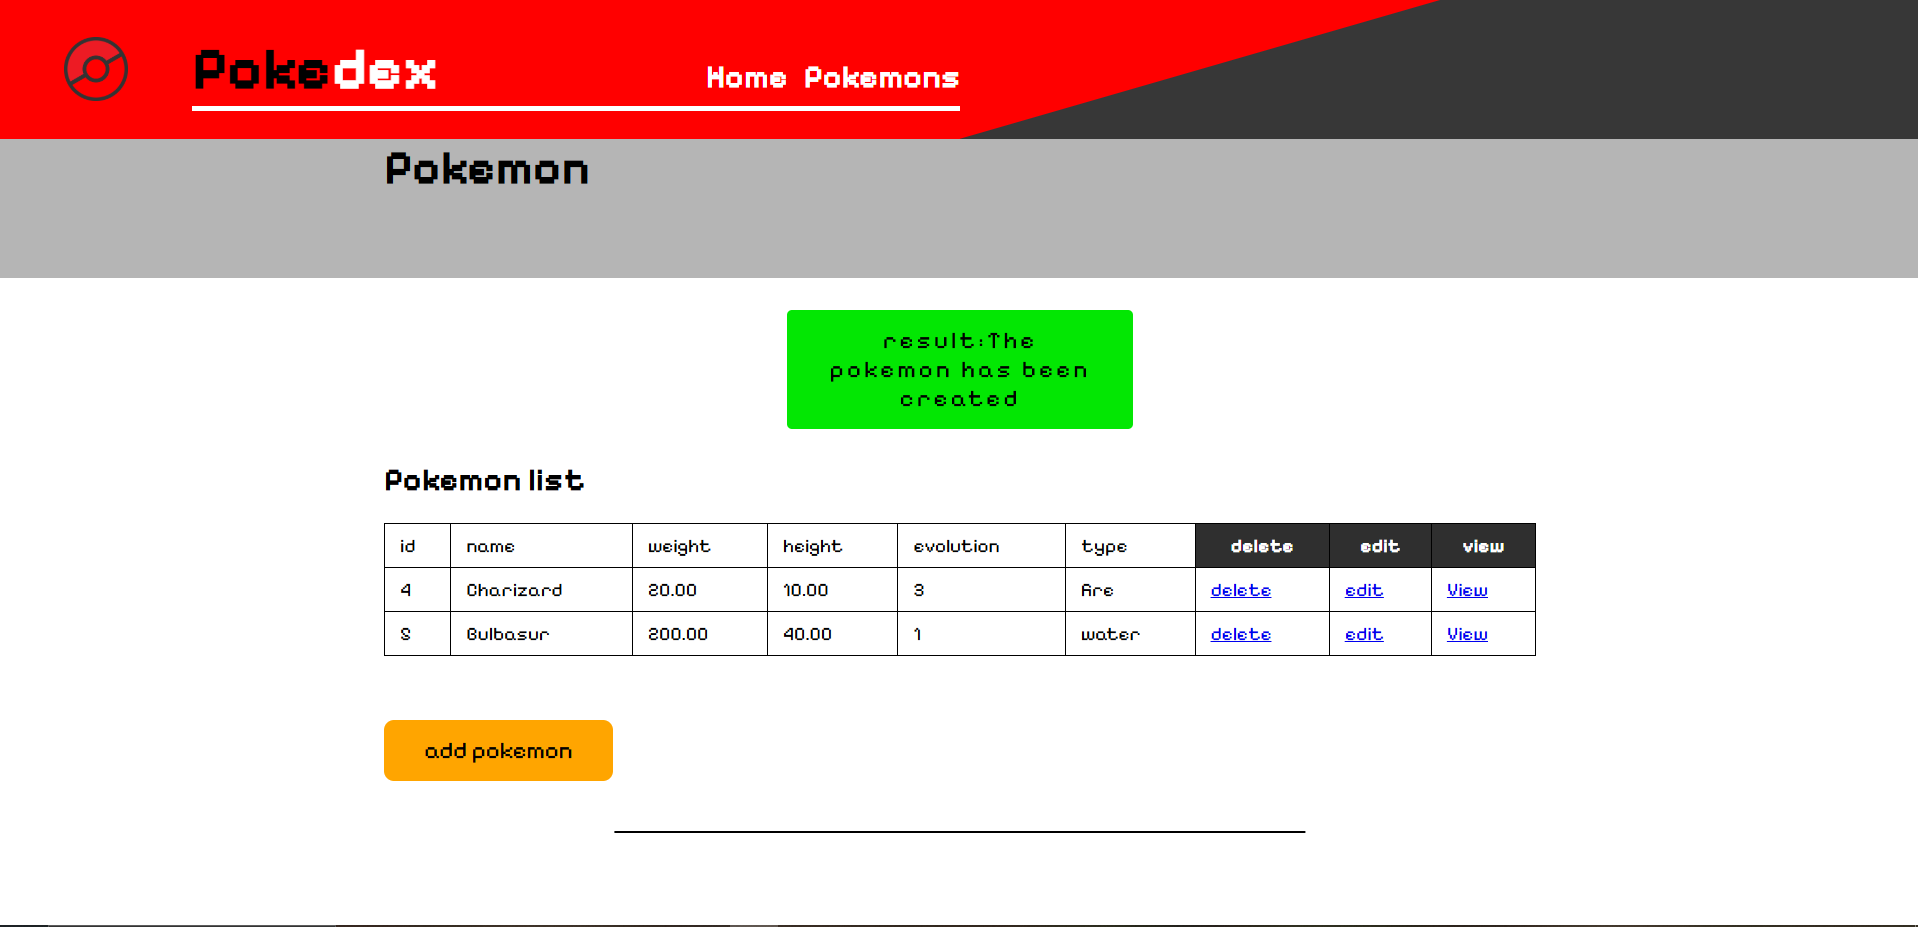 Pokedex
Home Pokemons
Pokemon
result:The
pokemon has been
created
Pokemon list
id name weight height evolution type delete edit view
4 Charizard 20.00 10.00 3 fire delete edit View
8 Bulbasur 200.00 40.00 1 water delete edit View
add pokemon